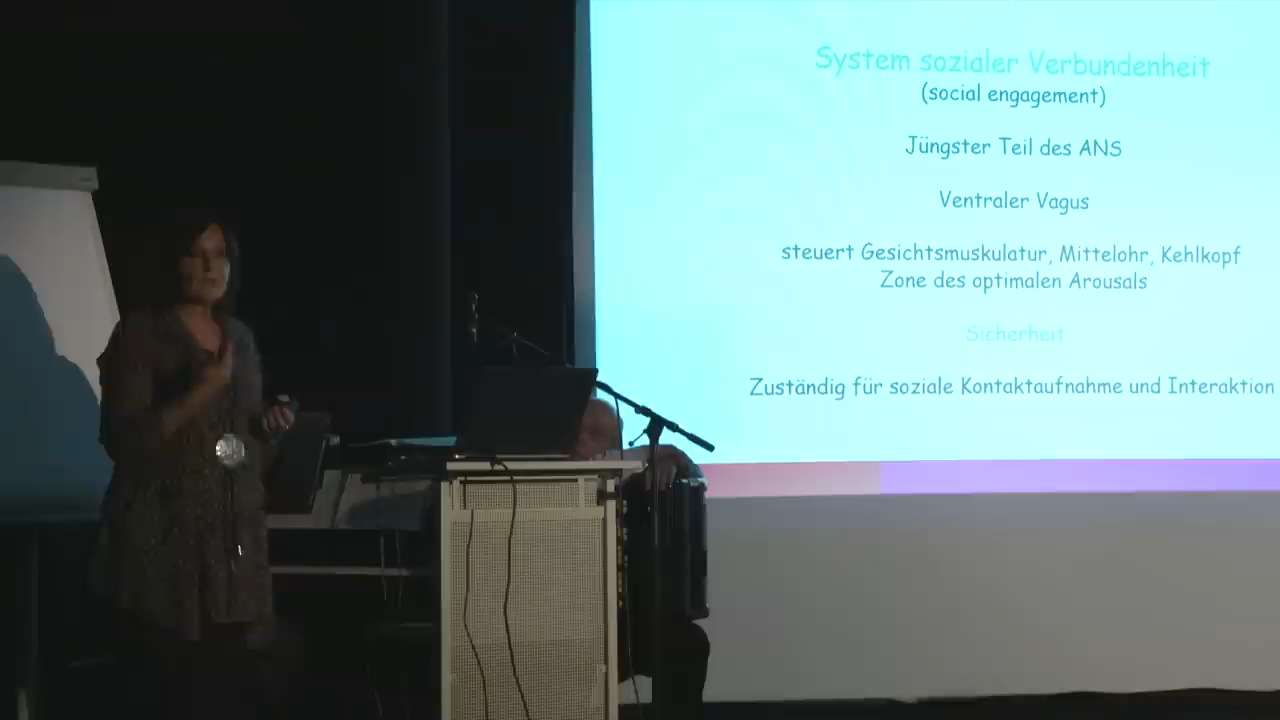 System sozialer Verbundenheit
(social engagement)
Jüngster Teil des ANS
Ventraler Vagus
steuert Gesichtsmuskulatur, Mittelohr, Kehlkopf
Zone des optimalen Arousals
Sicherheit
Zuständig für soziale Kontaktaufnahme und Interaktion